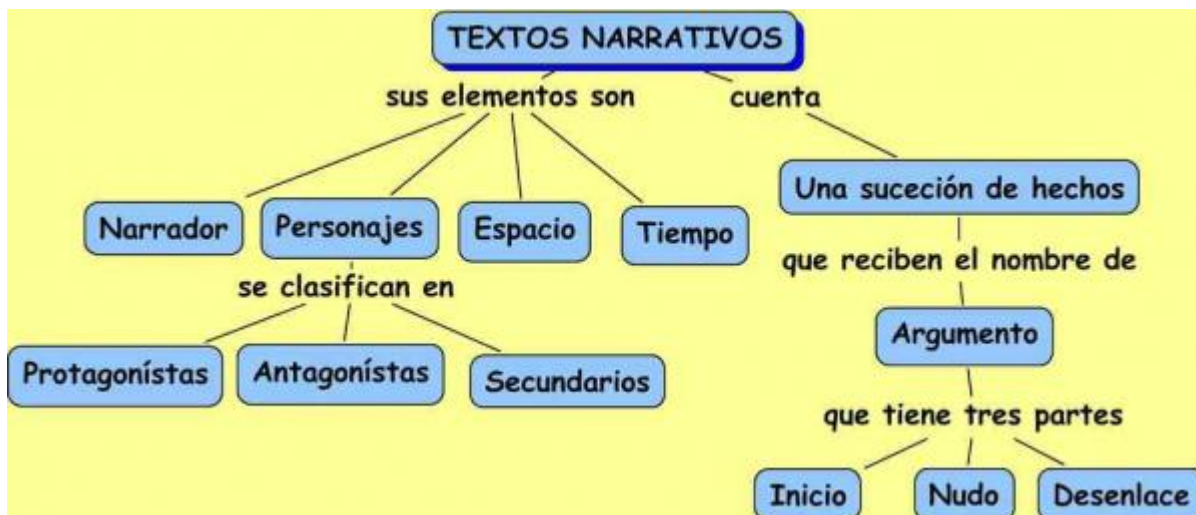 TEXTOS NARRATIVOS
sus elementos son
cuenta
Narrador
Personajes
Espacio
Tiempo
Una suceción de hechos
se clasifican en
que reciben el nombre de
Protagonístas
Antagonístas
Secundarios
Argumento
que tiene tres partes
Inicio
Nudo
Desenlace